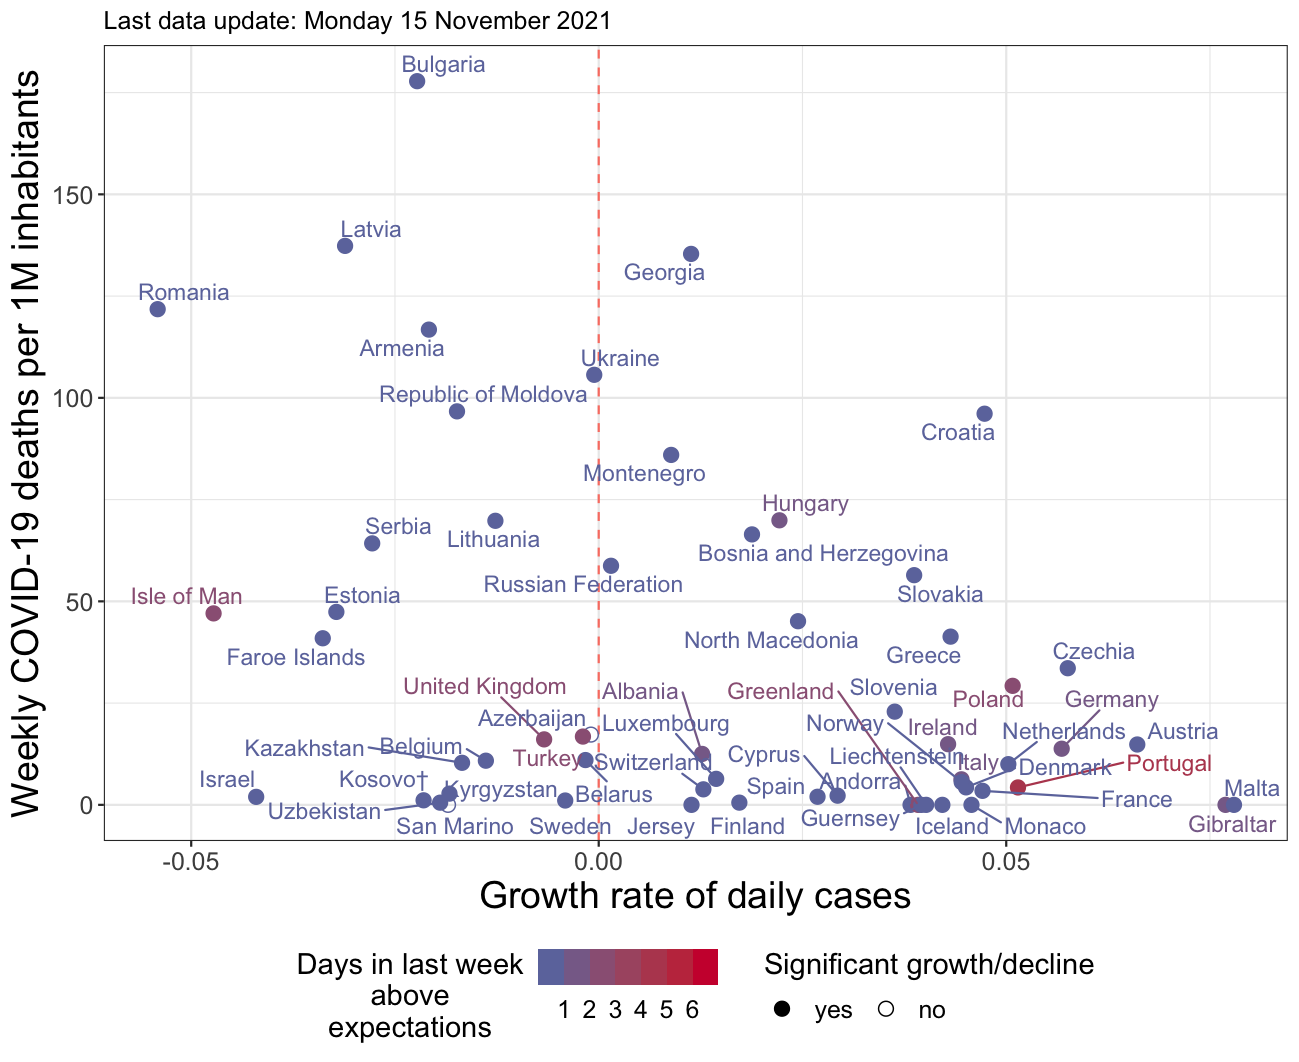 Last data update: Monday 15 November 2021
Weekly COVID-19 deaths per 1M inhabitants
150
100
50
0
Bulgaria
Latvia
Georgia
Romania
Armenia
Ukraine
Republic of Moldova
Croatia
Montenegro
Hungary
Serbia
Lithuania
Bosnia and Herzegovina
Russian Federation
Isle of Man
Estonia
Slovakia
North Macedonia
Faroe Islands
Greece
Czechia
United Kingdom
Albania
Greenland
Slovenia
Poland
Germany
Azerbaijan
Luxembourg
Norway
Ireland
Netherlands
Austria
Kazakhstan
Belgium
Turkey
Switzerland
Cyprus
Liechtenstein
Italy
Denmark
Portugal
Israel
Kosovo†
Kyrgyzstan
Belarus
Spain
Andorra
France
Malta
Uzbekistan
San Marino
Sweden
Jersey
Finland
Guernsey
Iceland
Monaco
Gibraltar
-0.05
0.00
0.05
Growth rate of daily cases
Days in last week
above
expectations
1 2 3 4 5 6
Significant growth/decline
yes
no